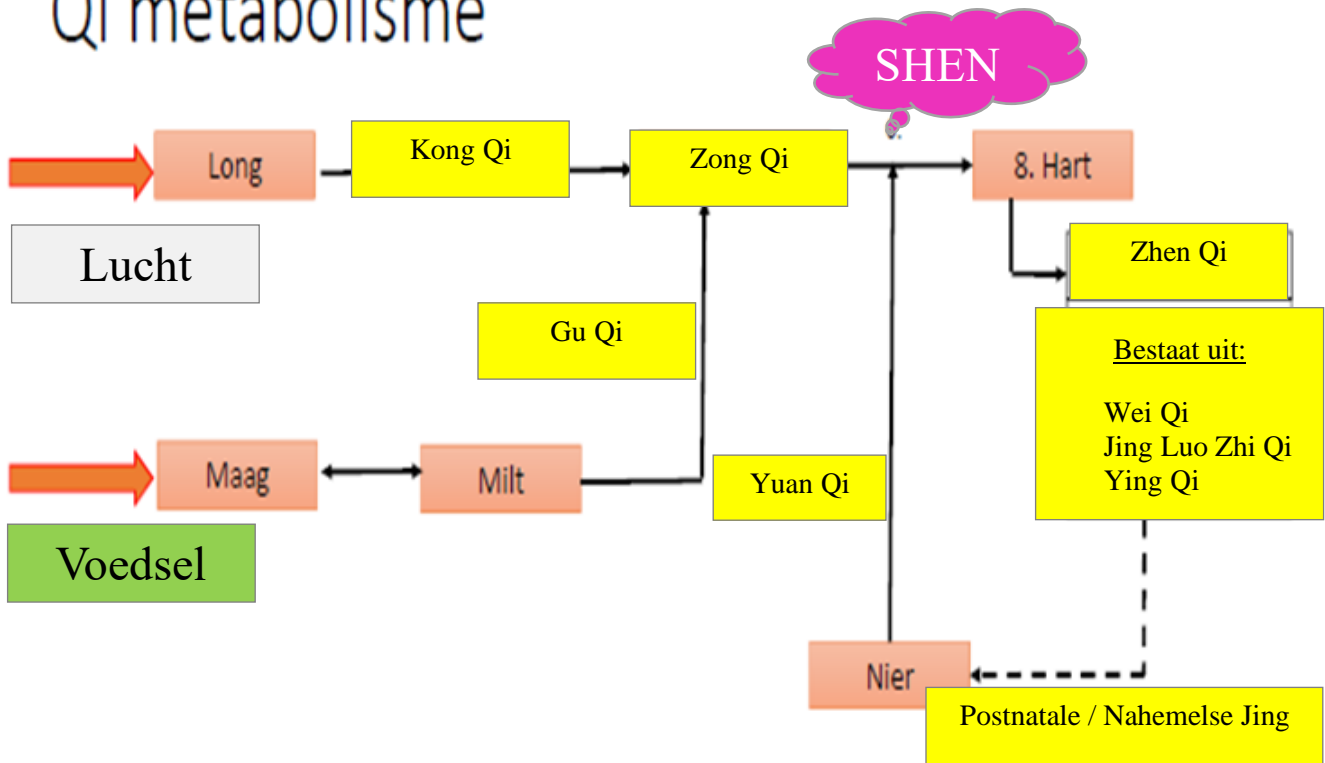 Qi metabolisme
SHEN
Long
Kong Qi
Zong Qi
8. Hart
Lucht
Zhen Qi
Gu Qi
Bestaat uit:
Wei Qi
Jing Luo Zhi Qi
Ying Qi
Maag
Milt
Yuan Qi
Voedsel
Nier
Postnatale / Nahemelse Jing